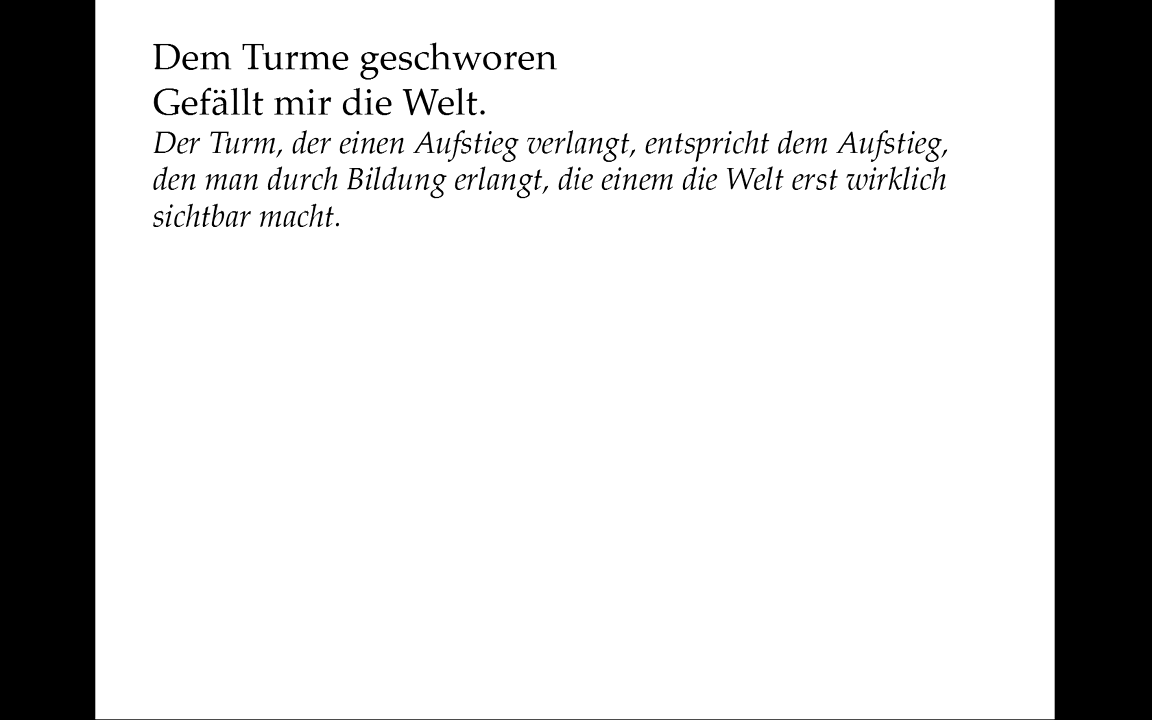 Dem Turme geschworen
Gefällt mir die Welt.
Der Turm, der einen Aufstieg verlangt, entspricht dem Aufstieg,
den man durch Bildung erlangt, die einem die Welt erst wirklich
sichtbar macht.